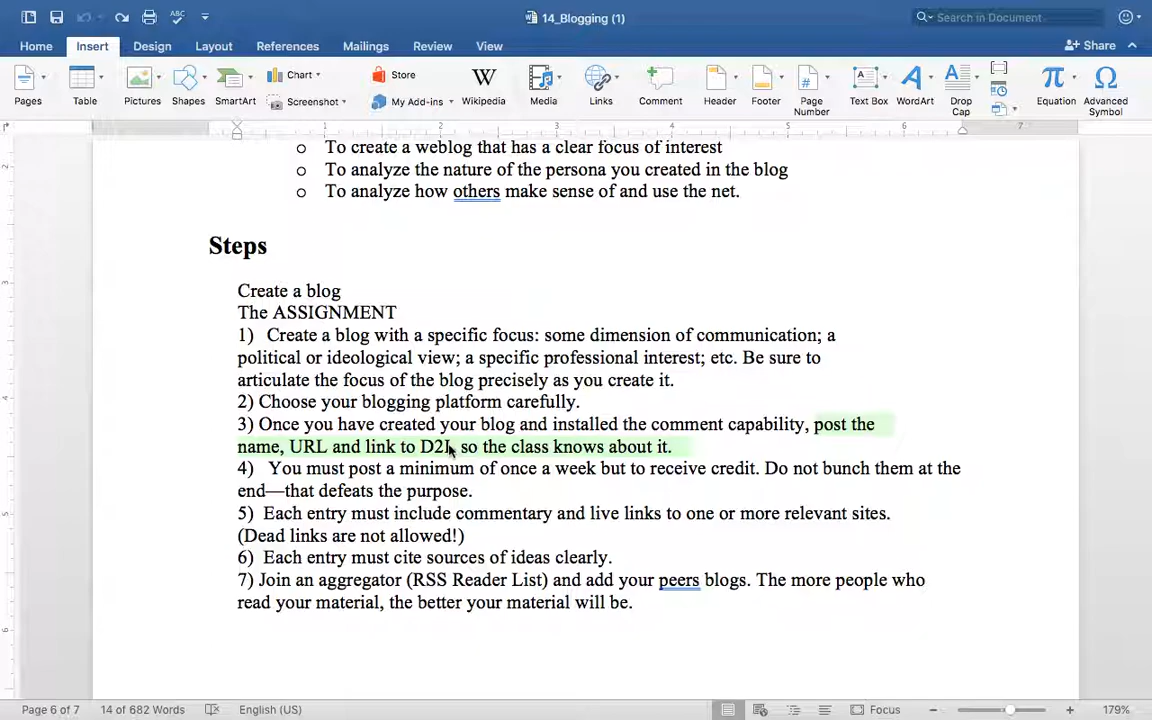 14_Blogging (1)
Search in Document
Home Insert Design Layout References Mailings Review View Share
Pages Table Pictures Shapes SmartArt Chart Screenshot Store My Add-ins Wikipedia Media Links Comment Header Footer Page Number Text Box WordArt Drop Cap Equation Advanced Symbol
1 2 3 4 5 6 7
o To create a weblog that has a clear focus of interest
o To analyze the nature of the persona you created in the blog
o To analyze how others make sense of and use the net.
Steps
Create a blog
The ASSIGNMENT
1) Create a blog with a specific focus: some dimension of communication; a
political or ideological view; a specific professional interest; etc. Be sure to
articulate the focus of the blog precisely as you create it.
2) Choose your blogging platform carefully.
3) Once you have created your blog and installed the comment capability, post the
name, URL and link to D2L so the class knows about it.
4) You must post a minimum of once a week but to receive credit. Do not bunch them at the
end—that defeats the purpose.
5) Each entry must include commentary and live links to one or more relevant sites.
(Dead links are not allowed!)
6) Each entry must cite sources of ideas clearly.
7) Join an aggregator (RSS Reader List) and add your peers blogs. The more people who
read your material, the better your material will be.
Page 6 of 7 14 of 682 Words English (US) Focus 179%